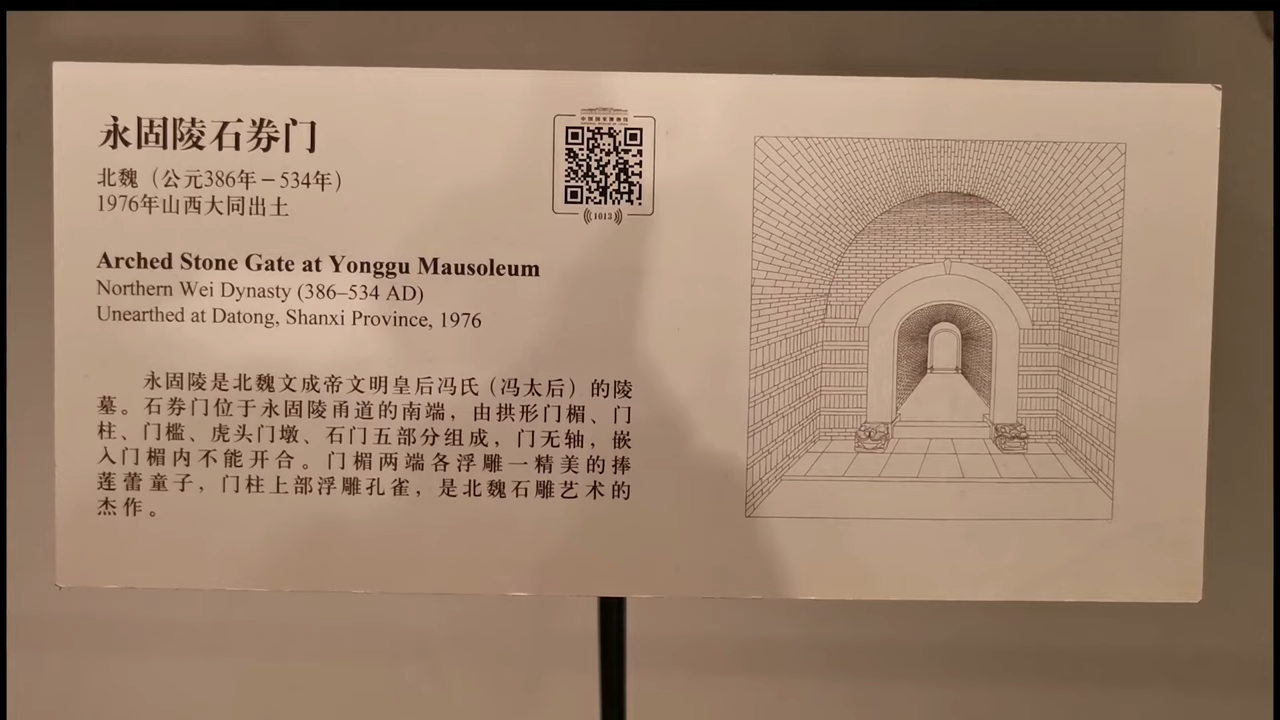 永固陵石券门
北魏（公元386年－534年）
1976年山西大同出土
中国国家博物馆
1013
Arched Stone Gate at Yonggu Mausoleum
Northern Wei Dynasty (386–534 AD)
Unearthed at Datong, Shanxi Province, 1976
永固陵是北魏文成帝文明皇后冯氏（冯太后）的陵
墓。石券门位于永固陵甬道的南端，由拱形门楣、门
柱、门槛、虎头门墩、石门五部分组成，门无轴，嵌
入门楣内不能开合。门楣两端各浮雕一精美的捧
莲蕾童子，门柱上部浮雕孔雀，是北魏石雕艺术的
杰作。